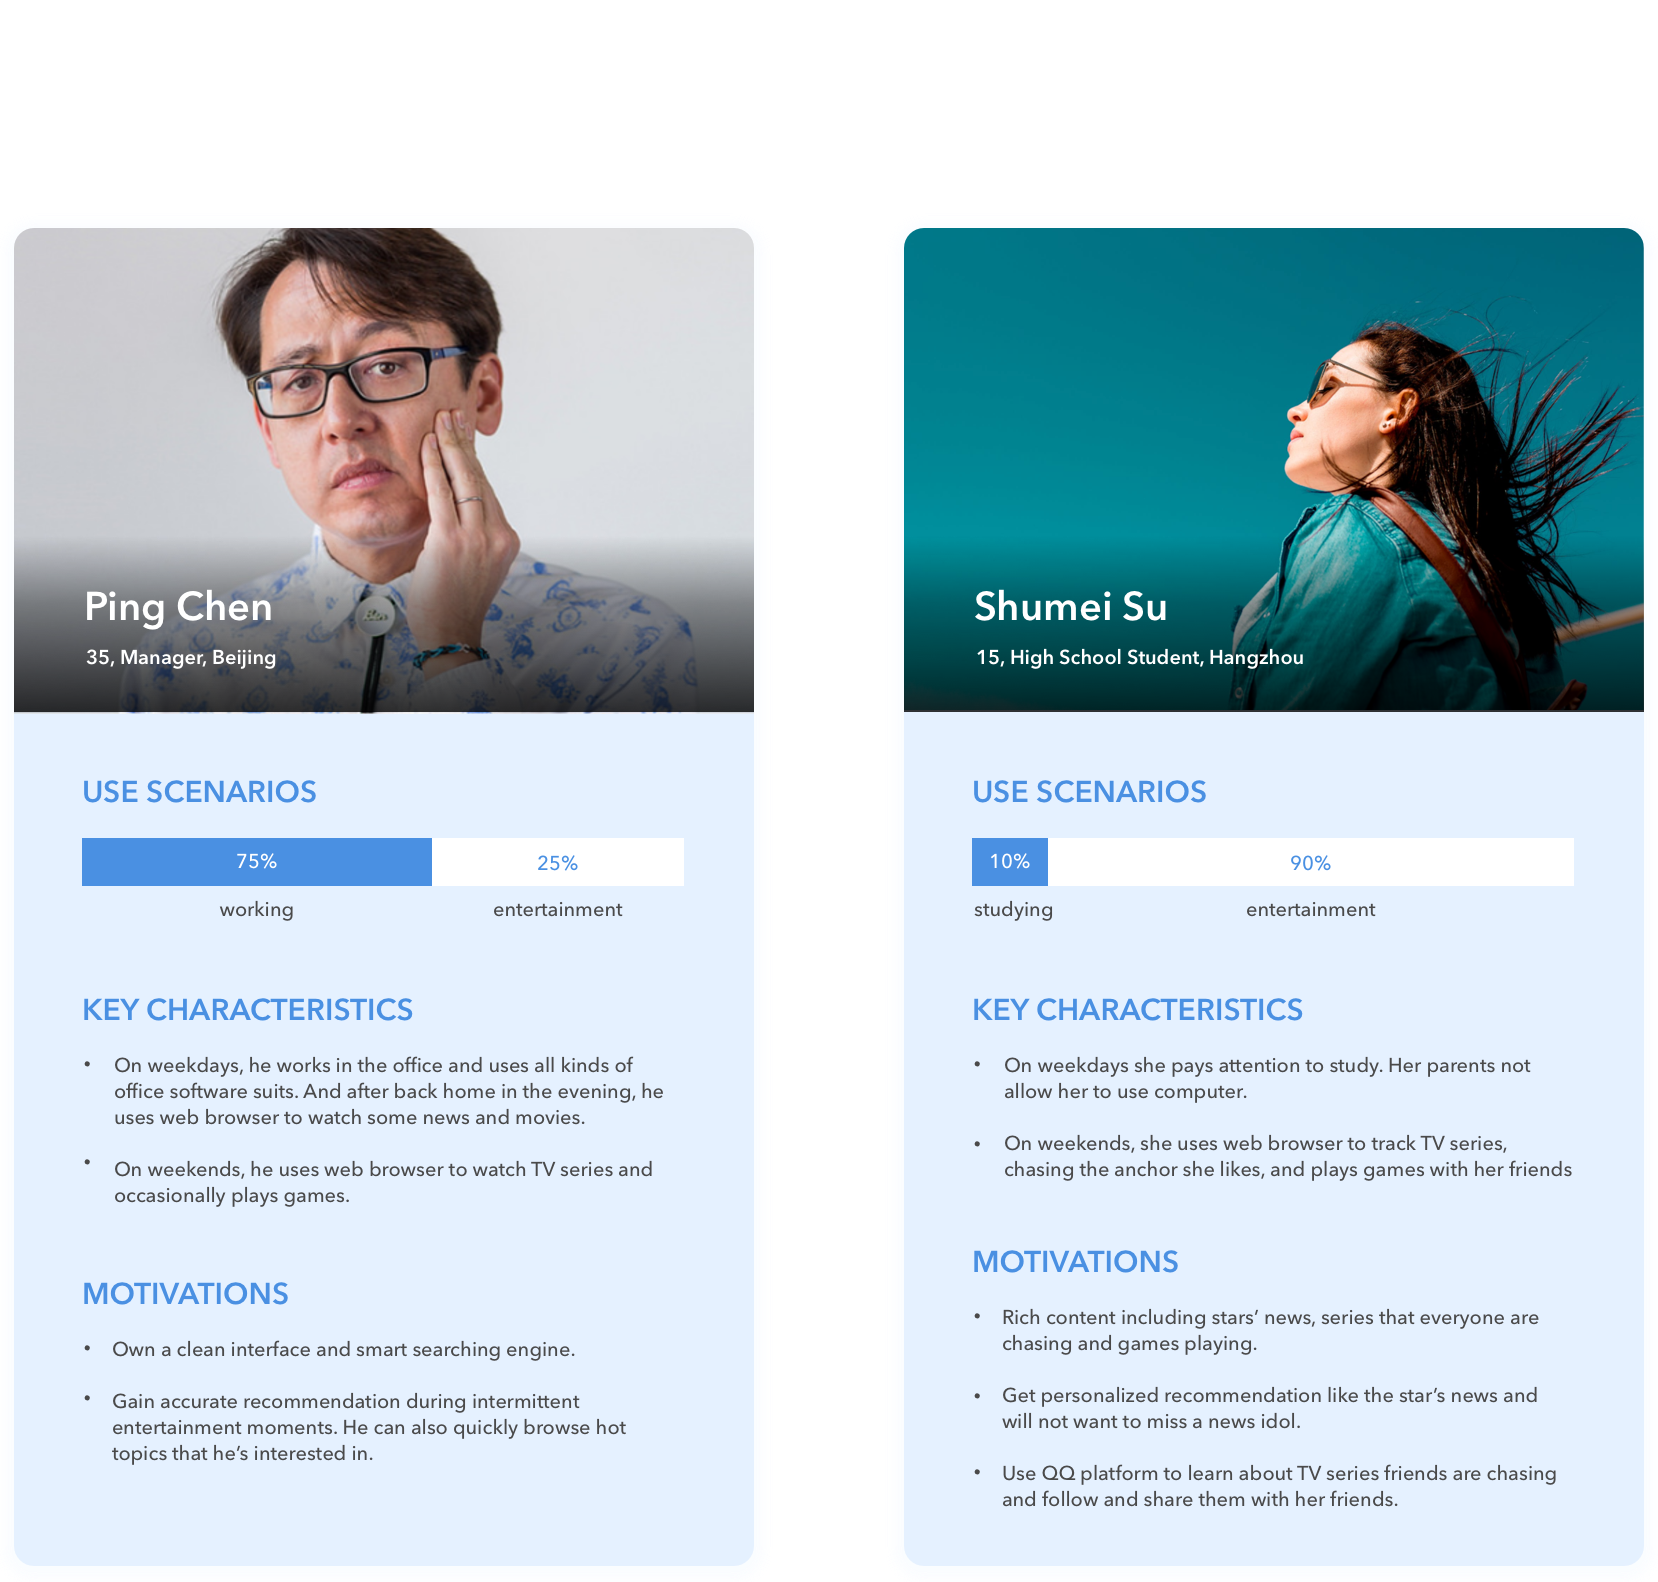 Ping Chen
35, Manager, Beijing
USE SCENARIOS
75%
25%
working
entertainment
KEY CHARACTERISTICS
• On weekdays, he works in the office and uses all kinds of
office software suits. And after back home in the evening, he
uses web browser to watch some news and movies.
• On weekends, he uses web browser to watch TV series and
occasionally plays games.
MOTIVATIONS
• Own a clean interface and smart searching engine.
• Gain accurate recommendation during intermittent
entertainment moments. He can also quickly browse hot
topics that he's interested in.
Shumei Su
15, High School Student, Hangzhou
USE SCENARIOS
10%
90%
studying
entertainment
KEY CHARACTERISTICS
• On weekdays she pays attention to study. Her parents not
allow her to use computer.
• On weekends, she uses web browser to track TV series,
chasing the anchor she likes, and plays games with her friends
MOTIVATIONS
• Rich content including stars' news, series that everyone are
chasing and games playing.
• Get personalized recommendation like the star's news and
will not want to miss a news idol.
• Use QQ platform to learn about TV series friends are chasing
and follow and share them with her friends.